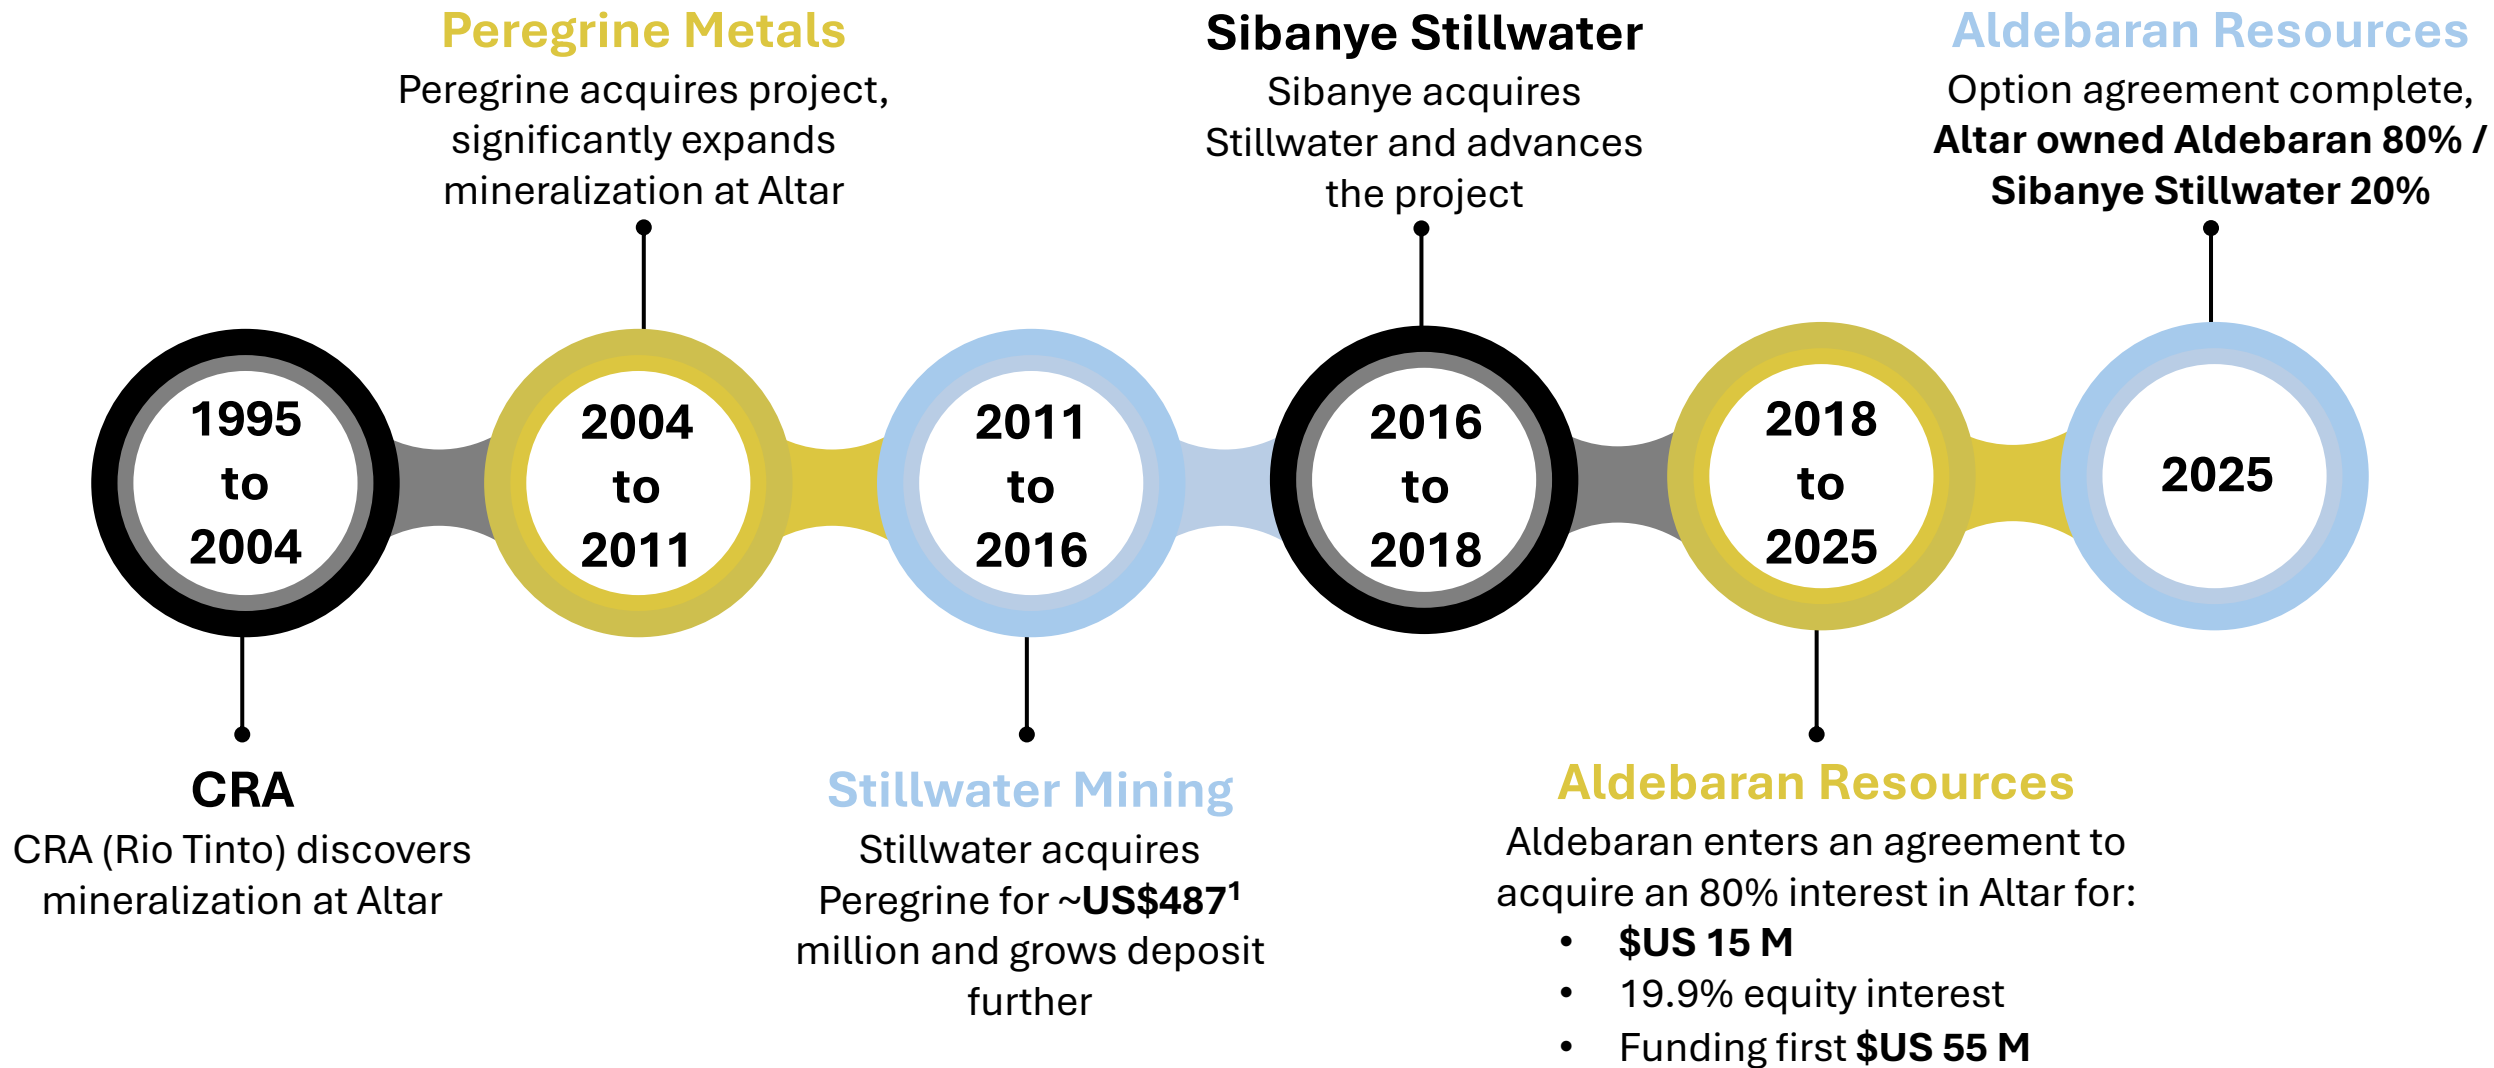 Peregrine Metals
Peregrine acquires project,
significantly expands
mineralization at Altar
Sibanye Stillwater
Sibanye acquires
Stillwater and advances
the project
Aldebaran Resources
Option agreement complete,
Altar owned Aldebaran 80% /
Sibanye Stillwater 20%
1995
to
2004
2004
to
2011
2011
to
2016
2016
to
2018
2018
to
2025
2025
CRA
CRA (Rio Tinto) discovers
mineralization at Altar
Stillwater Mining
Stillwater acquires
Peregrine for ~US$487¹
million and grows deposit
further
Aldebaran Resources
Aldebaran enters an agreement to
acquire an 80% interest in Altar for:
• $US 15 M
• 19.9% equity interest
• Funding first $US 55 M